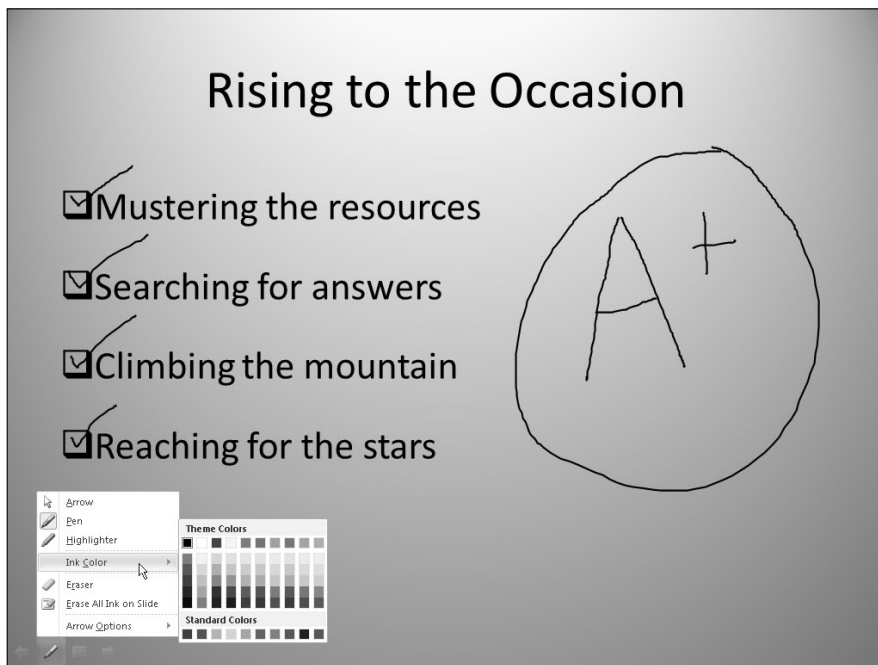 Rising to the Occasion
Mustering the resources
Searching for answers
Climbing the mountain
Reaching for the stars
A+
Arrow
Pen
Highlighter
Ink Color
Eraser
Erase All Ink on Slide
Arrow Options
Theme Colors
Standard Colors